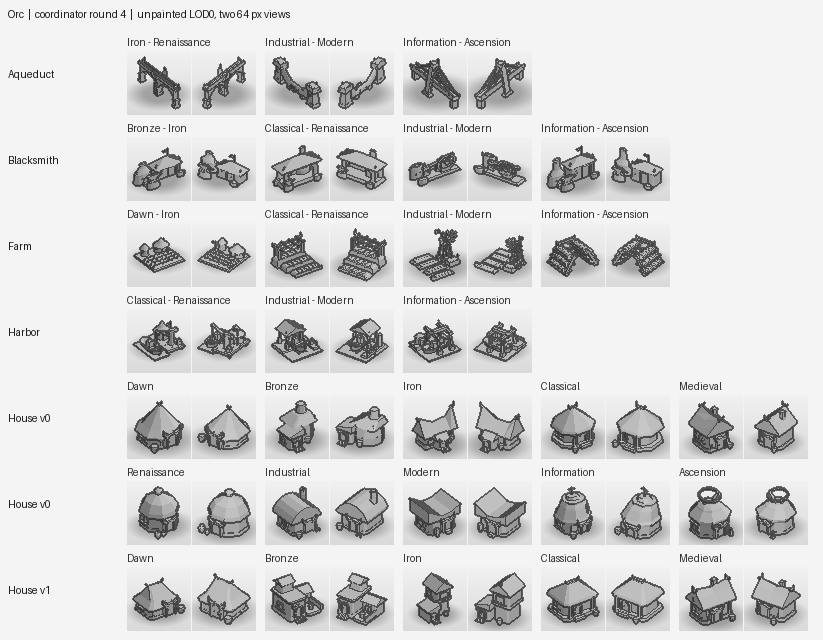 Orc | coordinator round 4 | unpainted LOD0, two 64 px views
Iron - Renaissance Industrial - Modern Information - Ascension
Aqueduct
Bronze - Iron Classical - Renaissance Industrial - Modern Information - Ascension
Blacksmith
Dawn - Iron Classical - Renaissance Industrial - Modern Information - Ascension
Farm
Classical - Renaissance Industrial - Modern Information - Ascension
Harbor
Dawn Bronze Iron Classical Medieval
House v0
Renaissance Industrial Modern Information Ascension
House v0
Dawn Bronze Iron Classical Medieval
House v1